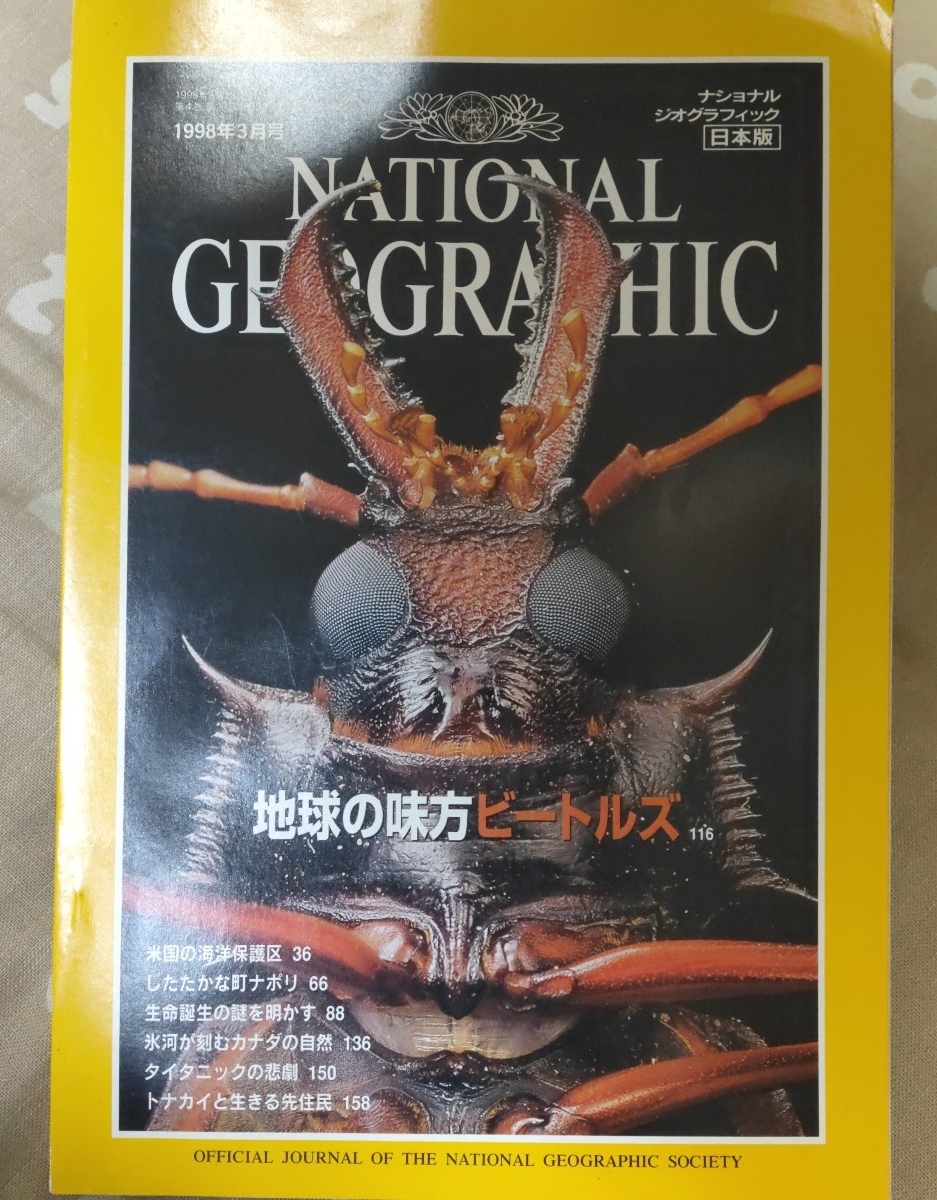 1998年3月号
ナショナル
ジオグラフィック
日本版
NATIONAL
GEOGRAPHIC
地球の味方ビートルズ 116
米国の海洋保護区 36
したたかな町ナポリ 66
生命誕生の謎を明かす 88
氷河が刻むカナダの自然 136
タイタニックの悲劇 150
トナカイと生きる先住民 158
OFFICIAL JOURNAL OF THE NATIONAL GEOGRAPHIC SOCIETY